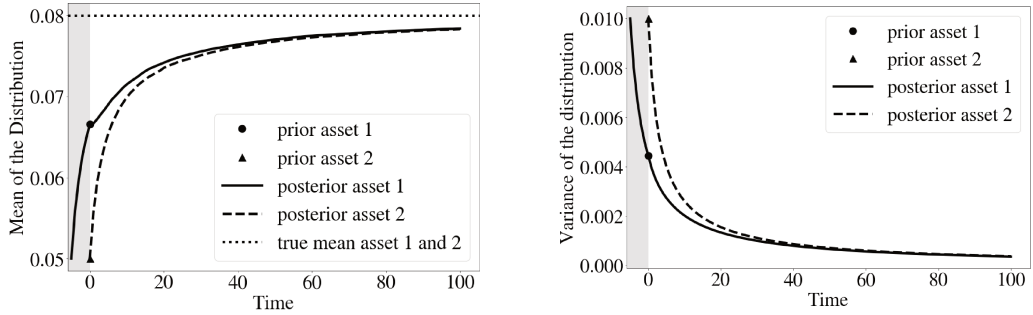 Mean of the Distribution
0.08
0.07
0.06
0.05
prior asset 1
prior asset 2
posterior asset 1
posterior asset 2
true mean asset 1 and 2
0
20
40
60
80
100
Time
Variance of the distribution
0.010
0.008
0.006
0.004
0.002
0.000
prior asset 1
prior asset 2
posterior asset 1
posterior asset 2
0
20
40
60
80
100
Time